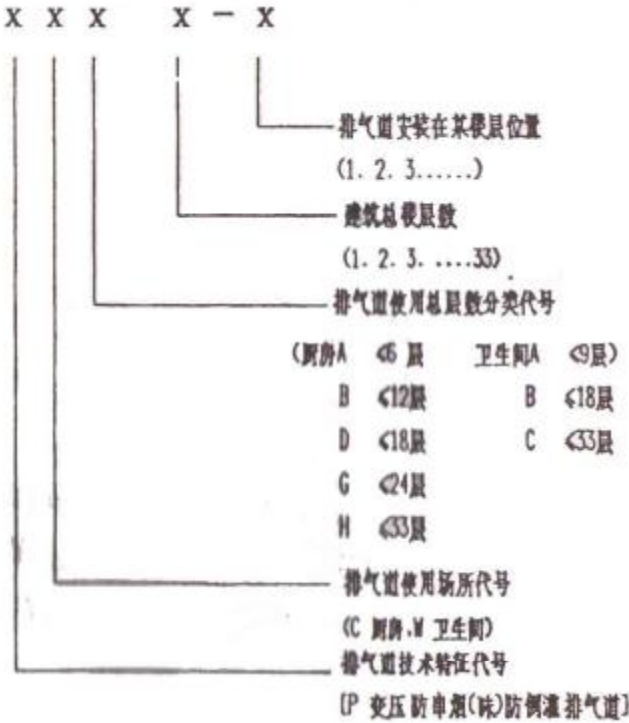 X X X X - X
排气道安装在某楼层位置
(1. 2. 3......)
建筑总楼层数
(1. 2. 3. ....33)
排气道使用总层数分类代号
(厨房A ≤6 层 卫生间A ≤9层)
B ≤12层 B ≤18层
D ≤18层 C ≤33层
G ≤24层
H ≤33层
排气道使用场所代号
(C 厨房、W 卫生间)
排气道技术特征代号
[P 变压防串烟(味)防倒灌排气道]